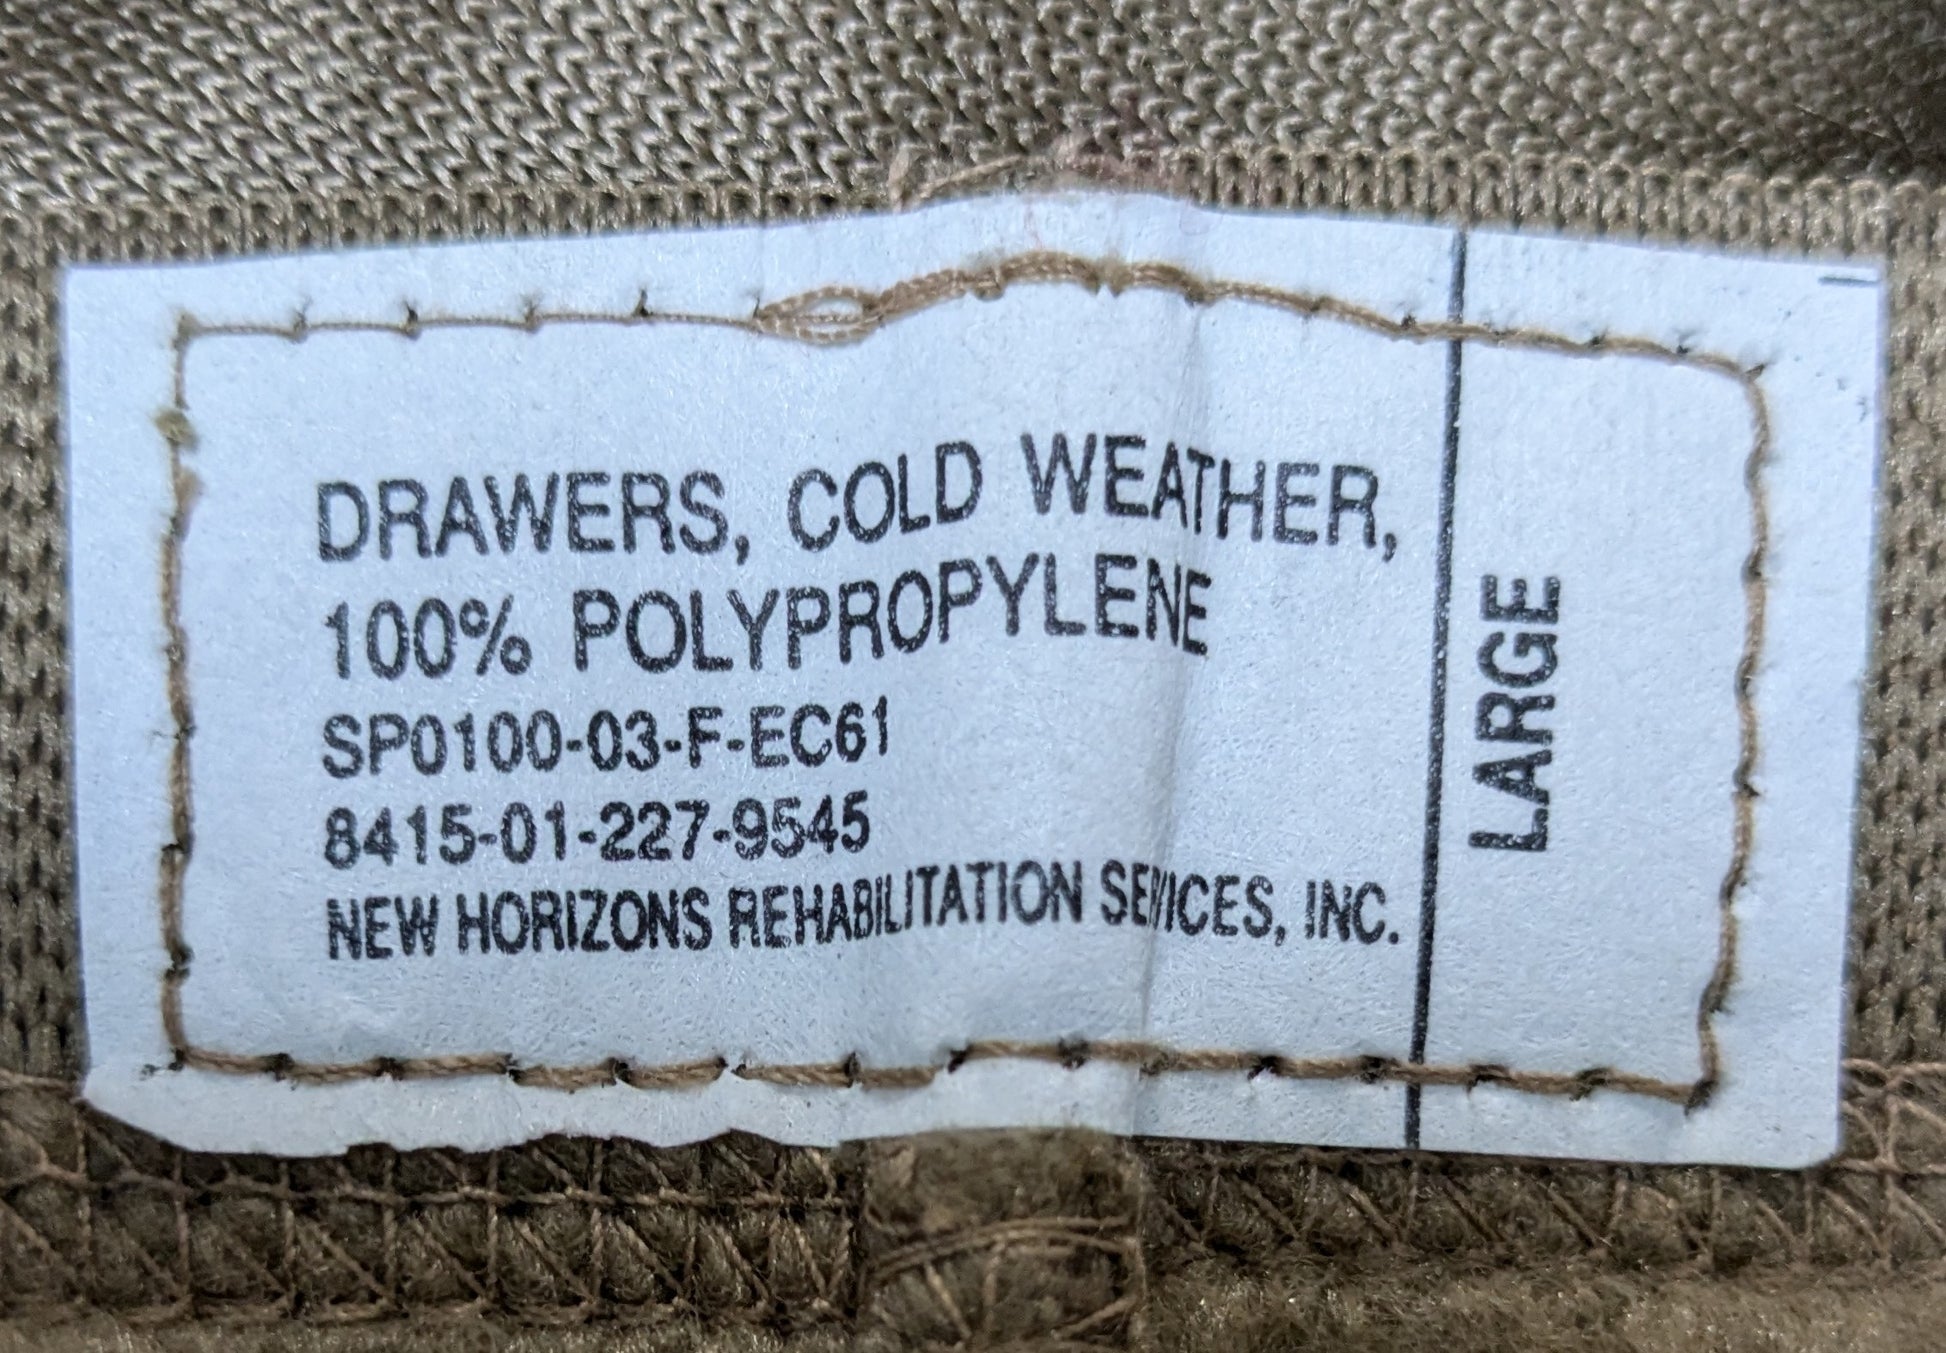 DRAWERS, COLD WEATHER,
100% POLYPROPYLENE
SP0100-03-F-EC61
8415-01-227-9545
NEW HORIZONS REHABILITATION SERVICES, INC.
LARGE